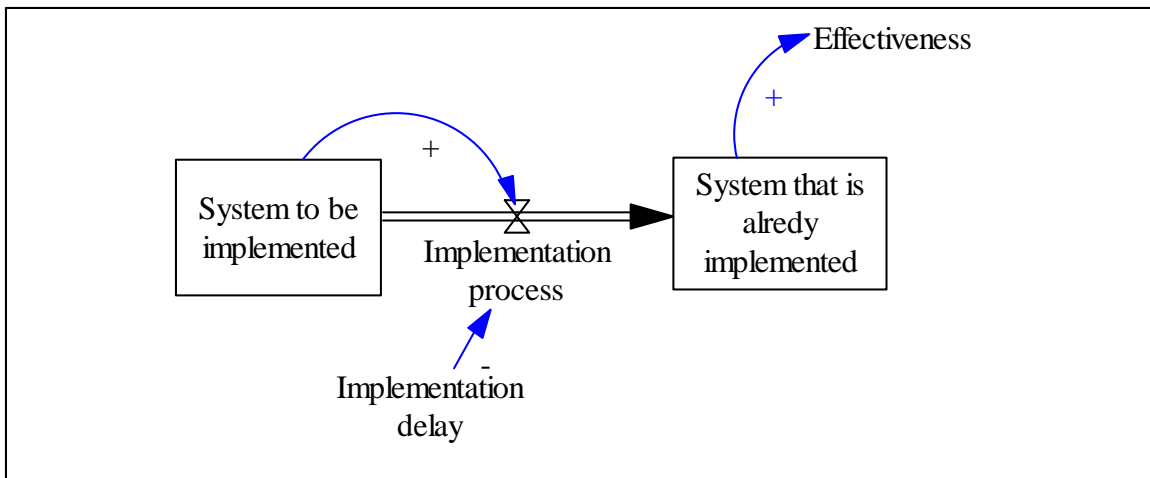 Effectiveness
+
+
System to be
implemented
System that is
alredy
implemented
Implementation
process
-
Implementation
delay